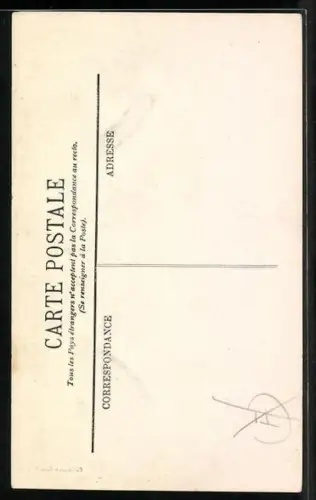 CARTE POSTALE
Tous les Pays étrangers n'acceptent pas la Correspondance au recto.
(Se renseigner à la Poste).
CORRESPONDANCE
ADRESSE